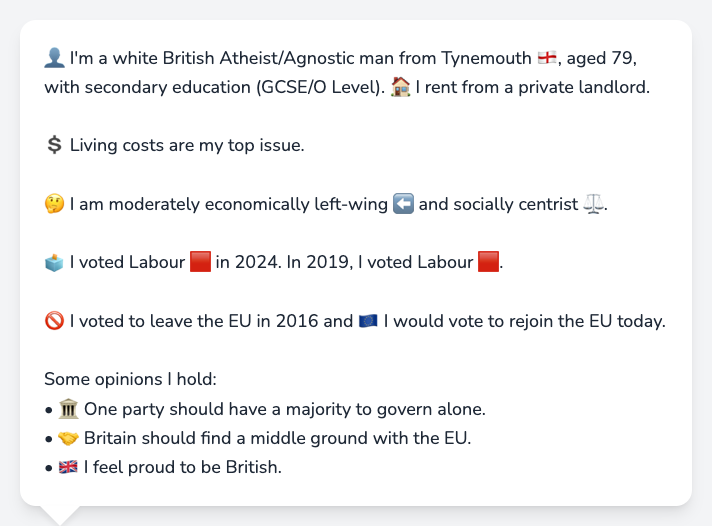 👤 I'm a white British Atheist/Agnostic man from Tynemouth 🏴󠁧󠁢󠁥󠁮󠁧󠁿, aged 79,
with secondary education (GCSE/O Level). 🏠 I rent from a private landlord.
💲 Living costs are my top issue.
🤔 I am moderately economically left-wing ⬅️ and socially centrist ⚖️.
🗳️ I voted Labour 🟥 in 2024. In 2019, I voted Labour 🟥.
🚫 I voted to leave the EU in 2016 and 🇪🇺 I would vote to rejoin the EU today.
Some opinions I hold:
• 🏛️ One party should have a majority to govern alone.
• 🤝 Britain should find a middle ground with the EU.
• 🇬🇧 I feel proud to be British.